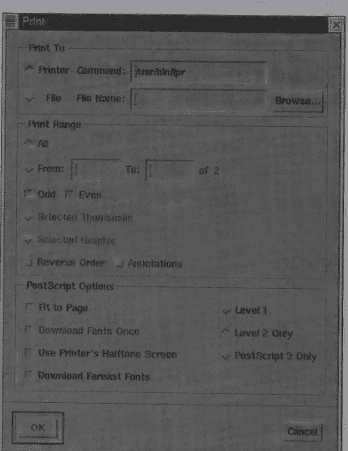 Print
Print To
Printer Command: /usr/bin/lpr
File File Name:
Browse...
Print Range
All
From: To: of 2
Odd Even
Selected Thumbnails
Selected Graphic
Reverse Order Annotations
PostScript Options
Fit to Page
Level 1
Download Fonts Once
Level 2 Only
Use Printer's Halftone Screen
PostScript 3 Only
Download Fareast Fonts
OK
Cancel